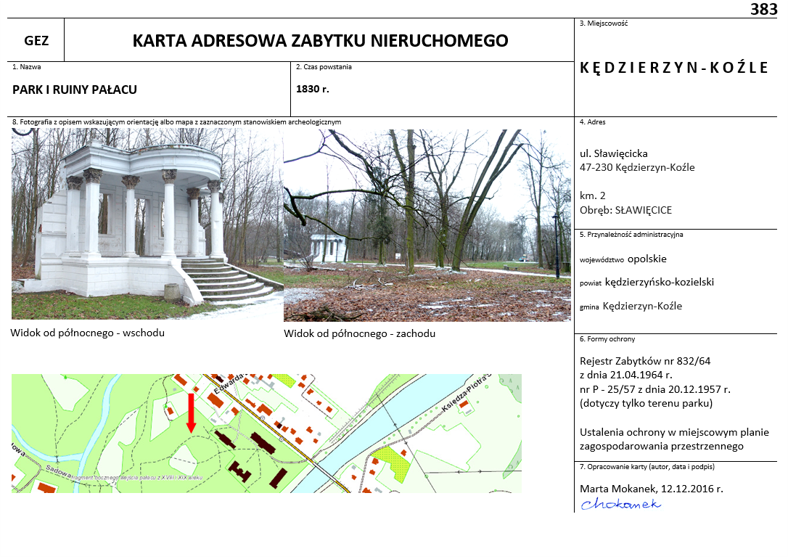 383
GEZ
KARTA ADRESOWA ZABYTKU NIERUCHOMEGO
3. Miejscowość
KĘDZIERZYN-KOŹLE
1. Nazwa
PARK I RUINY PAŁACU
2. Czas powstania
1830 r.
8. Fotografia z opisem wskazującym orientację albo mapa z zaznaczonym stanowiskiem archeologicznym
Widok od północnego - wschodu
Widok od północnego - zachodu
Edwarda
Księdza Piotra
Sadowa
4. Adres
ul. Sławięcicka
47-230 Kędzierzyn-Koźle
km. 2
Obręb: SŁAWIĘCICE
5. Przynależność administracyjna
województwo opolskie
powiat kędzierzyńsko-kozielski
gmina Kędzierzyn-Koźle
6. Formy ochrony
Rejestr Zabytków nr 832/64
z dnia 21.04.1964 r.
nr P - 25/57 z dnia 20.12.1957 r.
(dotyczy tylko terenu parku)
Ustalenia ochrony w miejscowym planie
zagospodarowania przestrzennego
7. Opracowanie karty (autor, data i podpis)
Marta Mokanek, 12.12.2016 r.